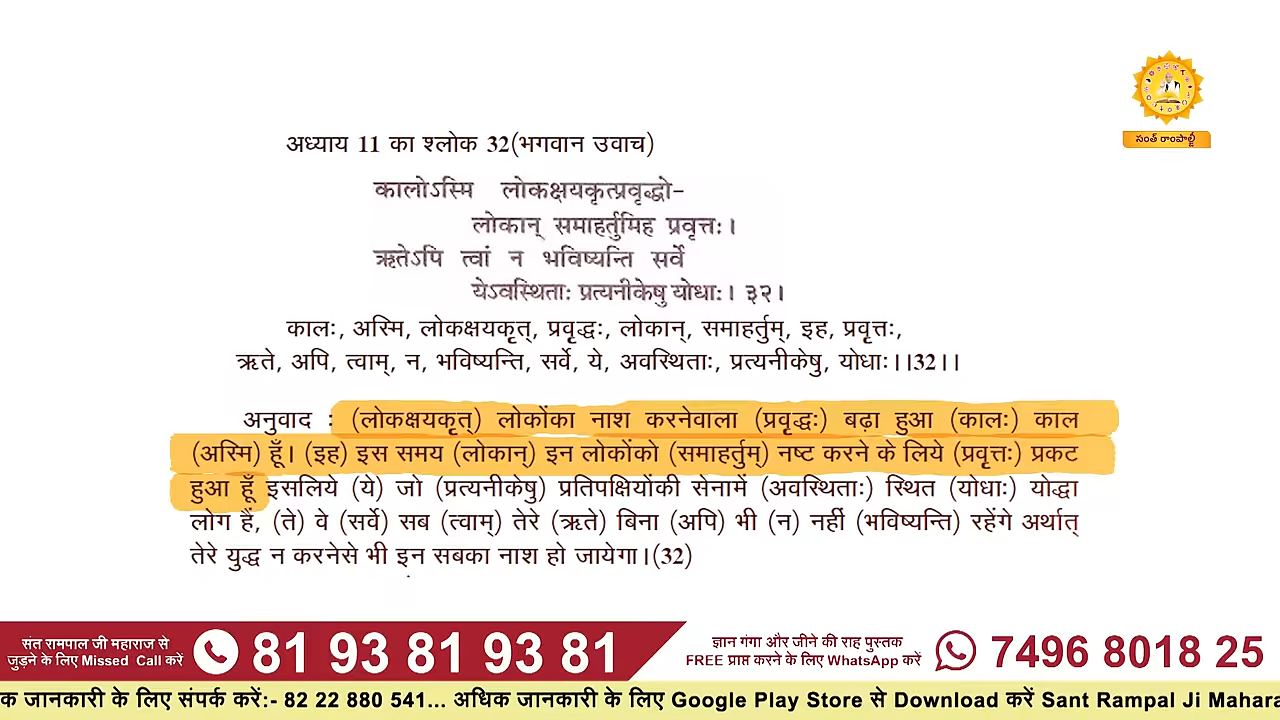 సంత్ రాంపాల్జీ
अध्याय 11 का श्लोक 32(भगवान उवाच)
कालोऽस्मि लोकक्षयकृत्प्रवृद्धो-
लोकान् समाहर्तुमिह प्रवृत्तः।
ऋतेऽपि त्वां न भविष्यन्ति सर्वे
येऽवस्थिताः प्रत्यनीकेषु योधाः। ३२।
कालः, अस्मि, लोकक्षयकृत्, प्रवृद्धः, लोकान्, समाहर्तुम्, इह, प्रवृत्तः,
ऋते, अपि, त्वाम्, न, भविष्यन्ति, सर्वे, ये, अवस्थिताः, प्रत्यनीकेषु, योधाः।।32।।
अनुवाद : (लोकक्षयकृत्) लोकोंका नाश करनेवाला (प्रवृद्धः) बढ़ा हुआ (कालः) काल
(अस्मि) हूँ। (इह) इस समय (लोकान्) इन लोकोंको (समाहर्तुम्) नष्ट करने के लिये (प्रवृत्तः) प्रकट
हुआ हूँ इसलिये (ये) जो (प्रत्यनीकेषु) प्रतिपक्षियोंकी सेनामें (अवस्थिताः) स्थित (योधाः) योद्धा
लोग हैं, (ते) वे (सर्वे) सब (त्वाम्) तेरे (ऋते) बिना (अपि) भी (न) नहीं (भविष्यन्ति) रहेंगे अर्थात्
तेरे युद्ध न करनेसे भी इन सबका नाश हो जायेगा।(32)
संत रामपाल जी महाराज से
जुड़ने के लिए Missed Call करें
81 93 81 93 81
ज्ञान गंगा और जीने की राह पुस्तक
FREE प्राप्त करने के लिए WhatsApp करें
7496 8018 25
क जानकारी के लिए संपर्क करें:- 82 22 880 541... अधिक जानकारी के लिए Google Play Store से Download करें Sant Rampal Ji Mahara